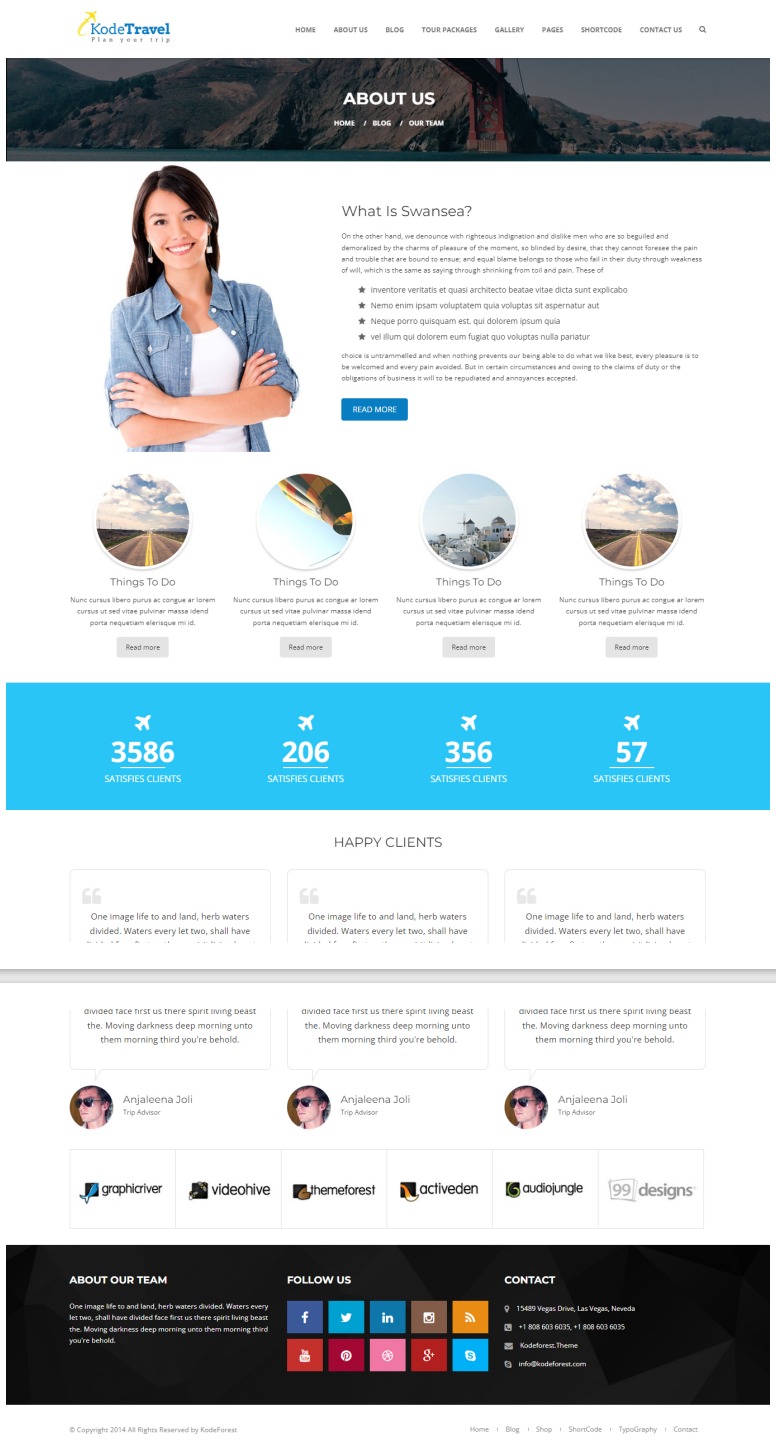 KodeTravel
Plan your trip
HOME ABOUT US BLOG TOUR PACKAGES GALLERY PAGES SHORTCODE CONTACT US
ABOUT US
HOME / BLOG / OUR TEAM
What Is Swansea?
On the other hand, we denounce with righteous indignation and dislike men who are so beguiled and
demoralized by the charms of pleasure of the moment, so blinded by desire, that they cannot foresee the pain
and trouble that are bound to ensue; and equal blame belongs to those who fail in their duty through weakness
of will, which is the same as saying through shrinking from toil and pain. These of
inventore veritatis et quasi architecto beatae vitae dicta sunt explicabo
Nemo enim ipsam voluptatem quia voluptas sit aspernatur aut
Neque porro quisquam est, qui dolorem ipsum quia
vel illum qui dolorem eum fugiat quo voluptas nulla pariatur
choice is untrammelled and when nothing prevents our being able to do what we like best, every pleasure is to
be welcomed and every pain avoided. But in certain circumstances and owing to the claims of duty or the
obligations of business it will to be repudiated and annoyances accepted.
READ MORE
Things To Do Things To Do Things To Do Things To Do
Nunc cursus libero purus ac congue ar lorem Nunc cursus libero purus ac congue ar lorem Nunc cursus libero purus ac congue ar lorem Nunc cursus libero purus ac congue ar lorem
cursus ut sed vitae pulvinar massa idend cursus ut sed vitae pulvinar massa idend cursus ut sed vitae pulvinar massa idend cursus ut sed vitae pulvinar massa idend
porta nequetiam elerisque mi id. porta nequetiam elerisque mi id. porta nequetiam elerisque mi id. porta nequetiam elerisque mi id.
Read more Read more Read more Read more
3586 206 356 57
SATISFIES CLIENTS SATISFIES CLIENTS SATISFIES CLIENTS SATISFIES CLIENTS
HAPPY CLIENTS
One image life to and land, herb waters One image life to and land, herb waters One image life to and land, herb waters
divided. Waters every let two, shall have divided. Waters every let two, shall have divided. Waters every let two, shall have
divided face first us there spirit living beast divided face first us there spirit living beast divided face first us there spirit living beast
the. Moving darkness deep morning unto the. Moving darkness deep morning unto the. Moving darkness deep morning unto
them morning third you're behold. them morning third you're behold. them morning third you're behold.
Anjaleena Joli Anjaleena Joli Anjaleena Joli
Trip Advisor Trip Advisor Trip Advisor
graphicriver videohive themeforest activeden audiojungle 99 designs
ABOUT OUR TEAM
One image life to and land, herb waters divided. Waters every
let two, shall have divided face first us there spirit living beast
the. Moving darkness deep morning unto them morning third
you're behold.
FOLLOW US
CONTACT
15489 Vegas Drive, Las Vegas, Neveda
+1 808 603 6035, +1 808 603 6035
Kodeforest.Theme
info@kodeforest.com
© Copyright 2014 All Rights Reserved by KodeForest
Home Blog Shop ShortCode TypoGraphy Contact